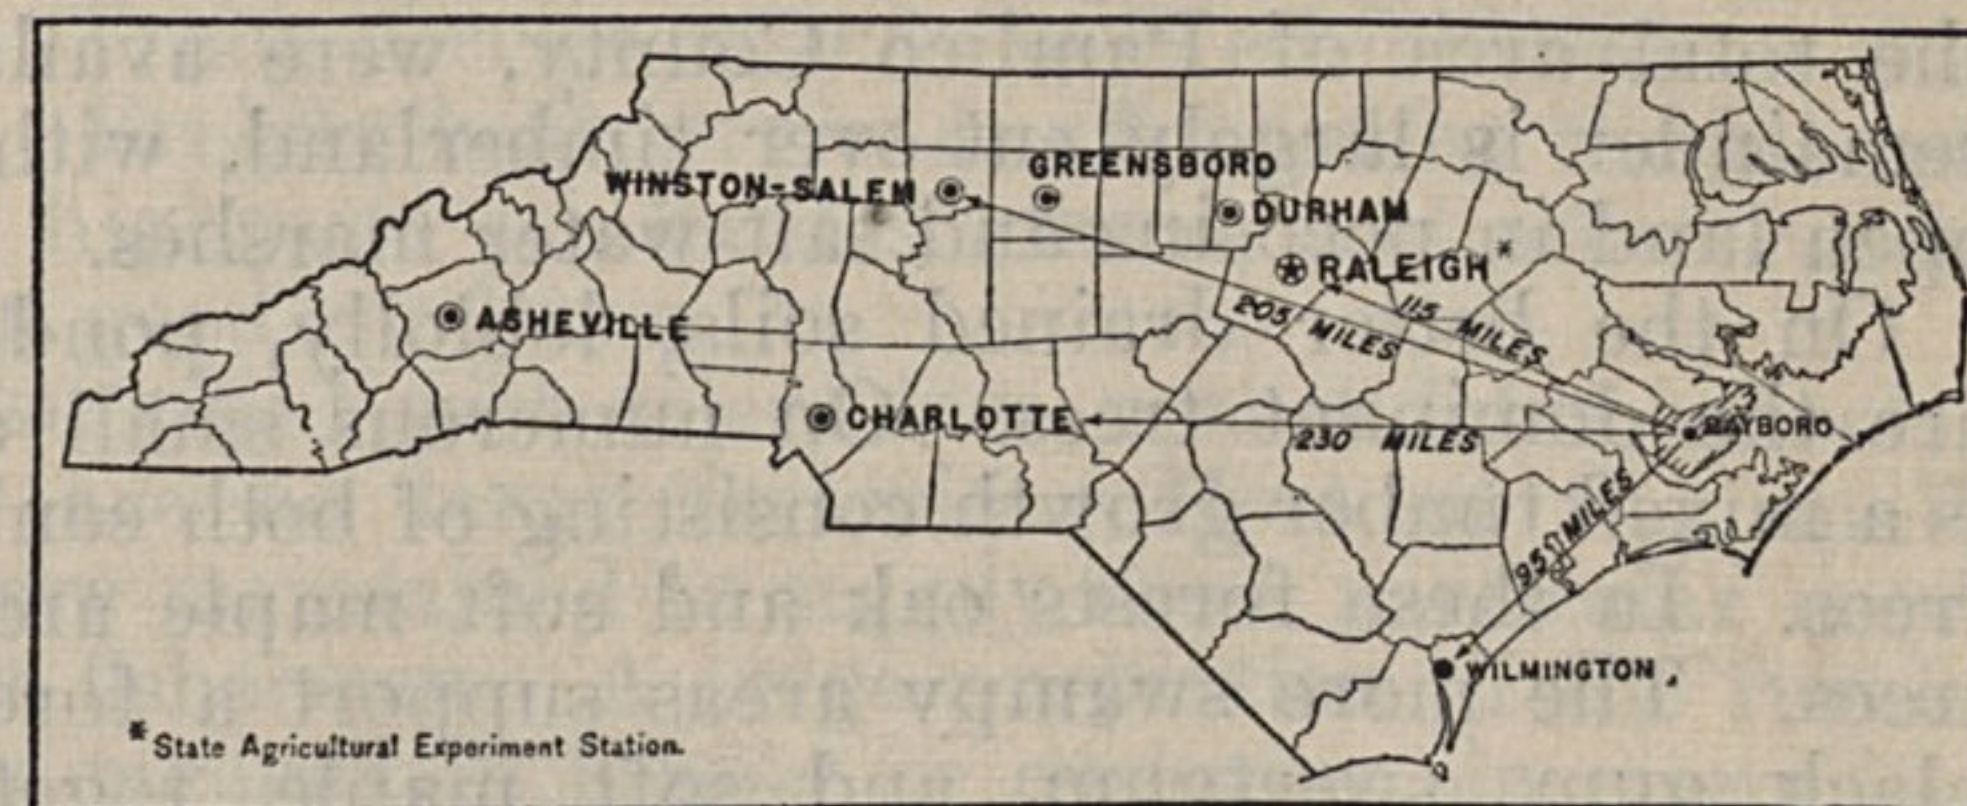 GREENSBORO
WINSTON-SALEM
DURHAM
RALEIGH*
ASHEVILLE
205 MILES
115 MILES
CHARLOTTE
230 MILES
BAYBORO
95 MILES
WILMINGTON
*State Agricultural Experiment Station.